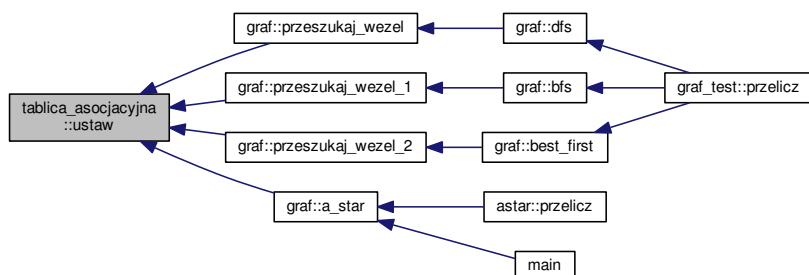 graf::przeszukaj_wezel
graf::dfs
graf::przeszukaj_wezel_1
graf::bfs
graf_test::przelicz
tablica_asocjacyjna
::ustaw
graf::przeszukaj_wezel_2
graf::best_first
graf::a_star
astar::przelicz
main